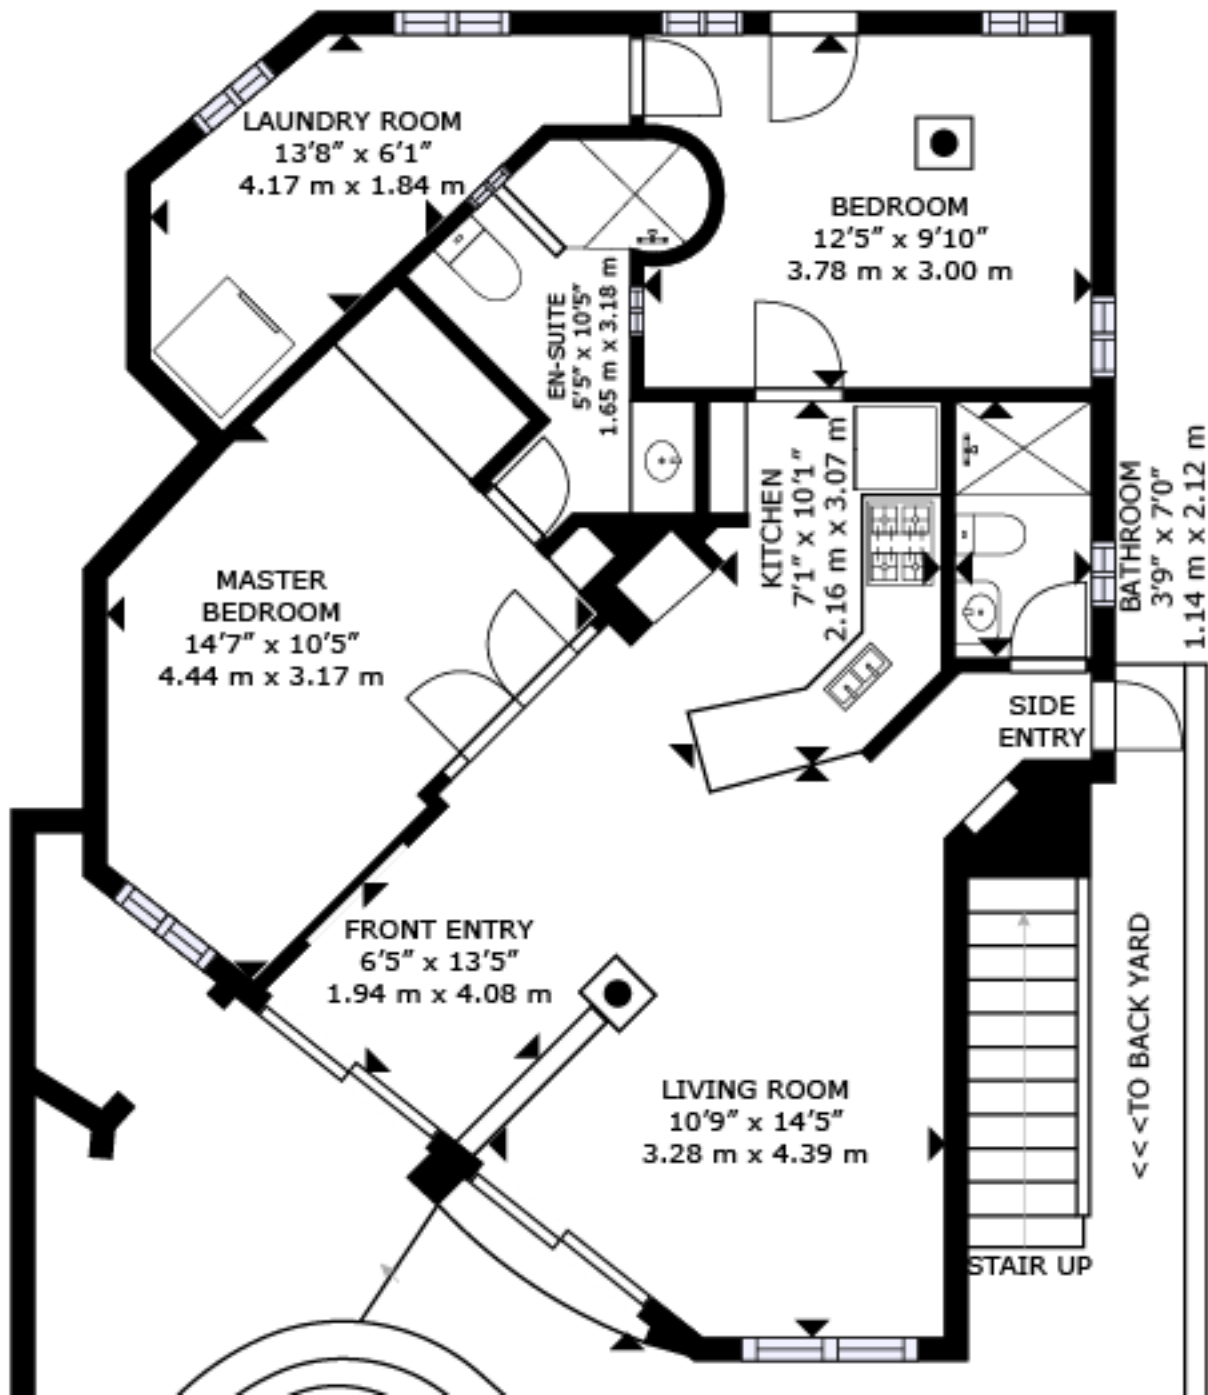 LAUNDRY ROOM
13'8" x 6'1"
4.17 m x 1.84 m
BEDROOM
12'5" x 9'10"
3.78 m x 3.00 m
EN-SUITE
5'5" x 10'5"
1.65 m x 3.18 m
KITCHEN
7'1" x 10'1"
2.16 m x 3.07 m
BATHROOM
3'9" x 7'0"
1.14 m x 2.12 m
MASTER
BEDROOM
14'7" x 10'5"
4.44 m x 3.17 m
SIDE
ENTRY
FRONT ENTRY
6'5" x 13'5"
1.94 m x 4.08 m
LIVING ROOM
10'9" x 14'5"
3.28 m x 4.39 m
<<<TO BACK YARD
STAIR UP